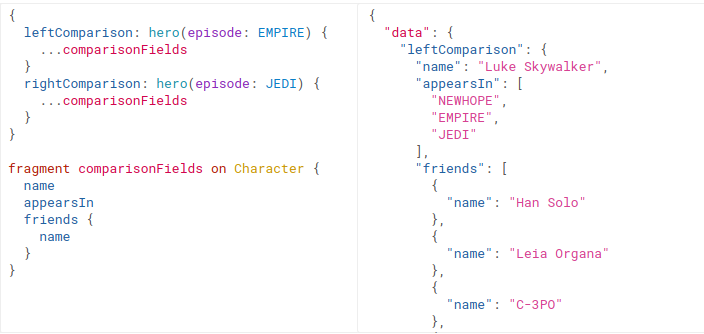 {
  leftComparison: hero(episode: EMPIRE) {
    ...comparisonFields
  }
  rightComparison: hero(episode: JEDI) {
    ...comparisonFields
  }
}

fragment comparisonFields on Character {
  name
  appearsIn
  friends {
    name
  }
}
{
  "data": {
    "leftComparison": {
      "name": "Luke Skywalker",
      "appearsIn": [
        "NEWHOPE",
        "EMPIRE",
        "JEDI"
      ],
      "friends": [
        {
          "name": "Han Solo"
        },
        {
          "name": "Leia Organa"
        },
        {
          "name": "C-3PO"
        },